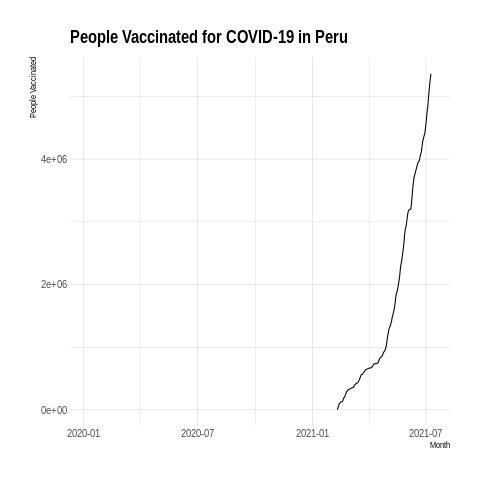 People Vaccinated for COVID-19 in Peru
People Vaccinated
4e+06
2e+06
0e+00
2020-01 2020-07 2021-01 2021-07
Month